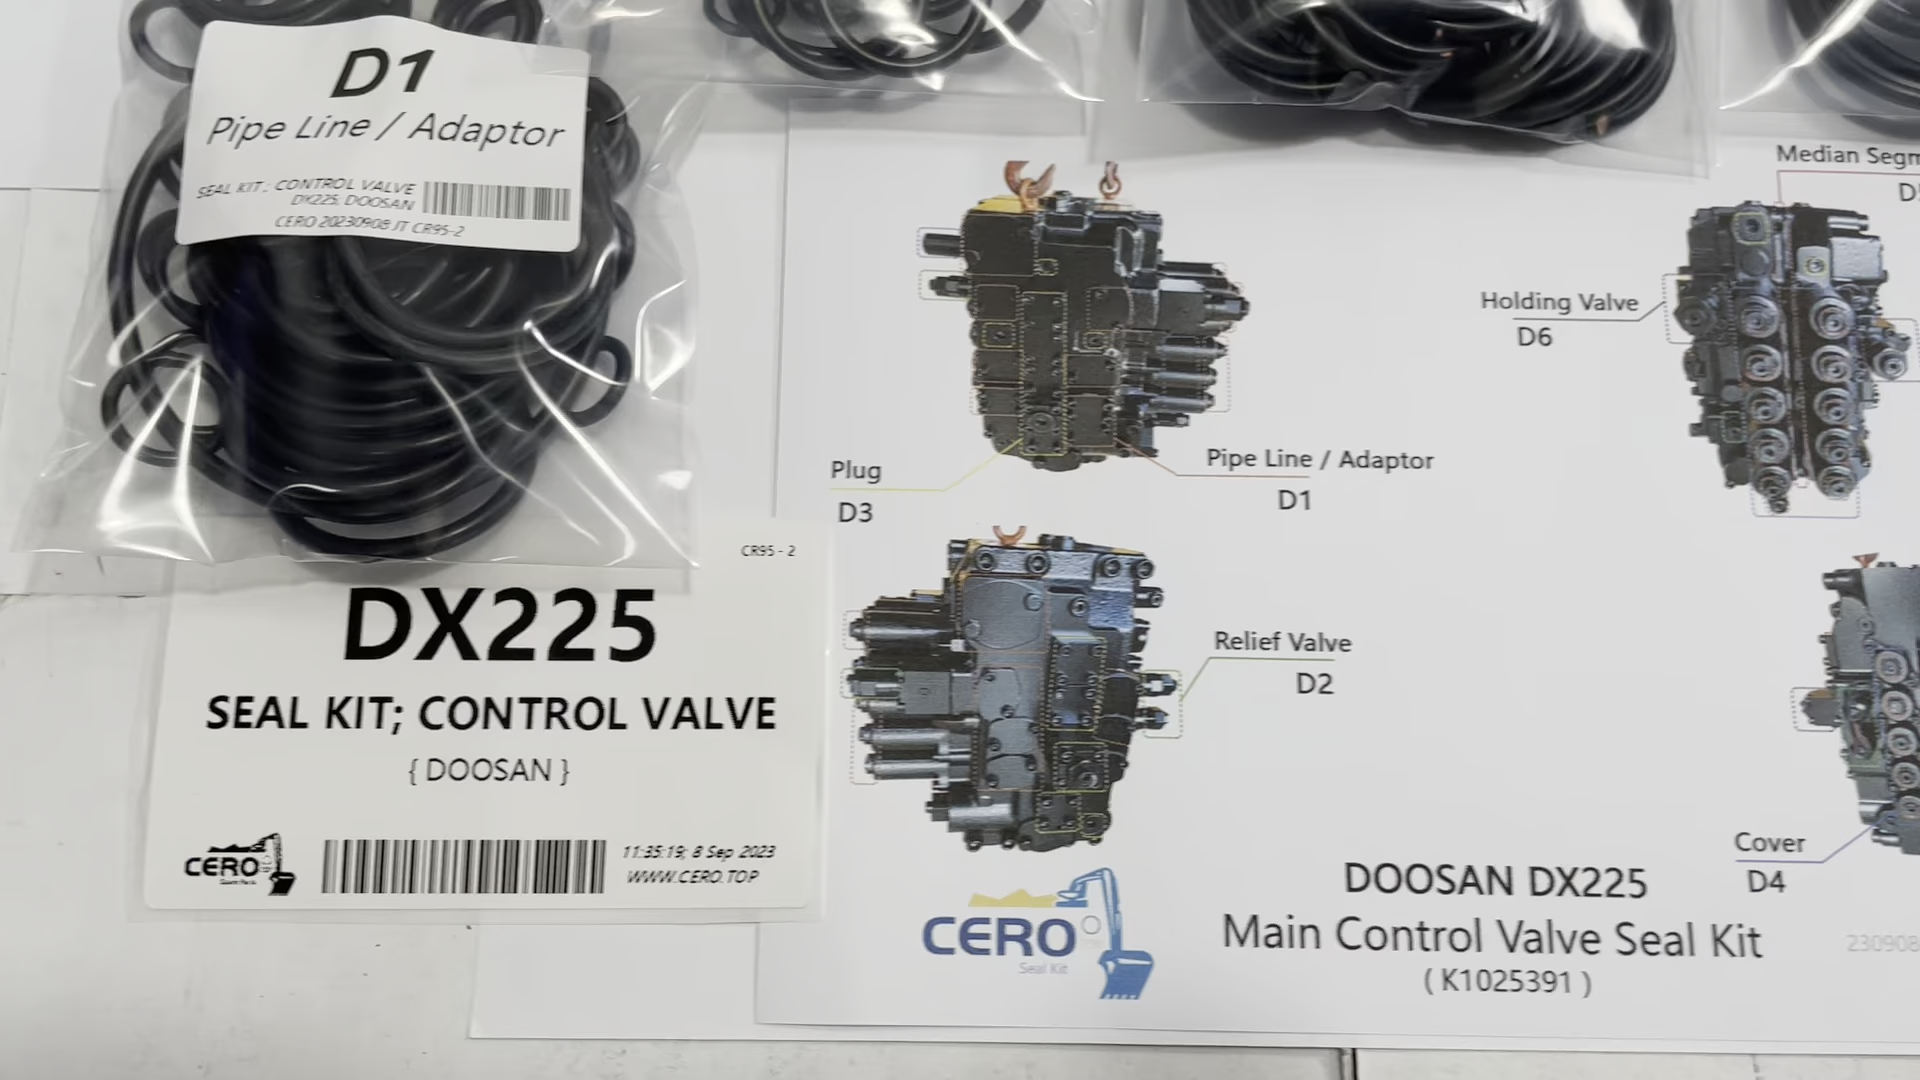 D1
Pipe Line / Adaptor
SEAL KIT; CONTROL VALVE
DX225; DOOSAN
CERO 20230908 JT CR95-2
CR95 - 2
DX225
SEAL KIT; CONTROL VALVE
{ DOOSAN }
CERO
11:35:19; 8 Sep 2023
WWW.CERO.TOP
Plug
D3
Pipe Line / Adaptor
D1
Median Segm
Holding Valve
D6
Relief Valve
D2
Cover
D4
CERO
Seal Kit
DOOSAN DX225
Main Control Valve Seal Kit
( K1025391 )
230908